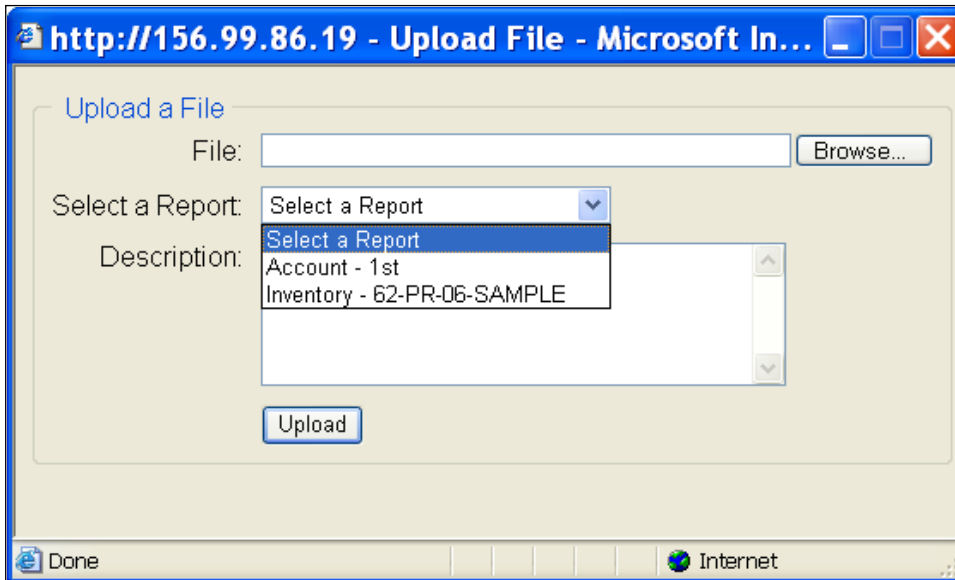 http://156.99.86.19 - Upload File - Microsoft In...
Upload a File
File:
Browse...
Select a Report:
Select a Report
Select a Report
Description:
Account - 1st
Inventory - 62-PR-06-SAMPLE
Upload
Done
Internet